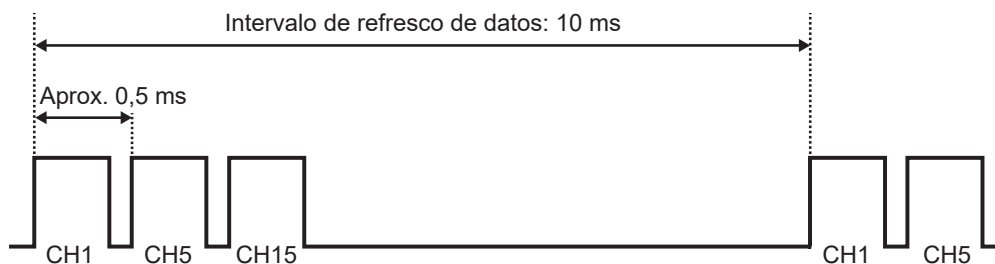 Intervalo de refresco de datos: 10 ms
Aprox. 0,5 ms
CH1 CH5 CH15 CH1 CH5